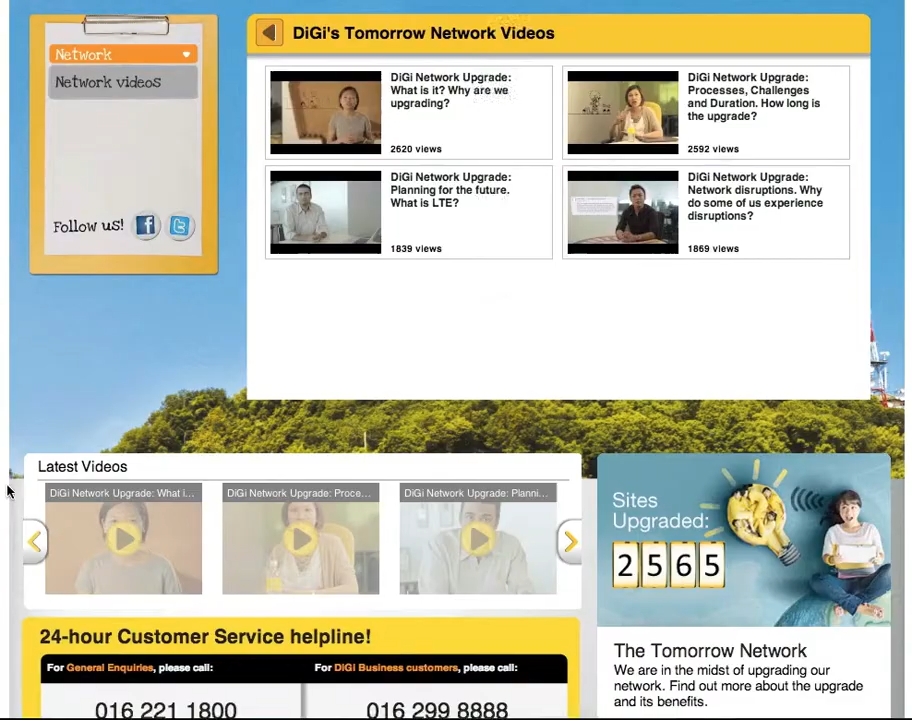 Network
Network videos
Follow us!
DiGi's Tomorrow Network Videos
DiGi Network Upgrade:
What is it? Why are we
upgrading?
2620 views
DiGi Network Upgrade:
Processes, Challenges
and Duration. How long is
the upgrade?
2592 views
DiGi Network Upgrade:
Planning for the future.
What is LTE?
1839 views
DiGi Network Upgrade:
Network disruptions. Why
do some of us experience
disruptions?
1869 views
Latest Videos
DiGi Network Upgrade: What i...
DiGi Network Upgrade: Proce...
DiGi Network Upgrade: Planni...
Sites
Upgraded:
2565
24-hour Customer Service helpline!
For General Enquiries, please call:
For DiGi Business customers, please call:
016 221 1800
016 299 8888
The Tomorrow Network
We are in the midst of upgrading our
network. Find out more about the upgrade
and its benefits.